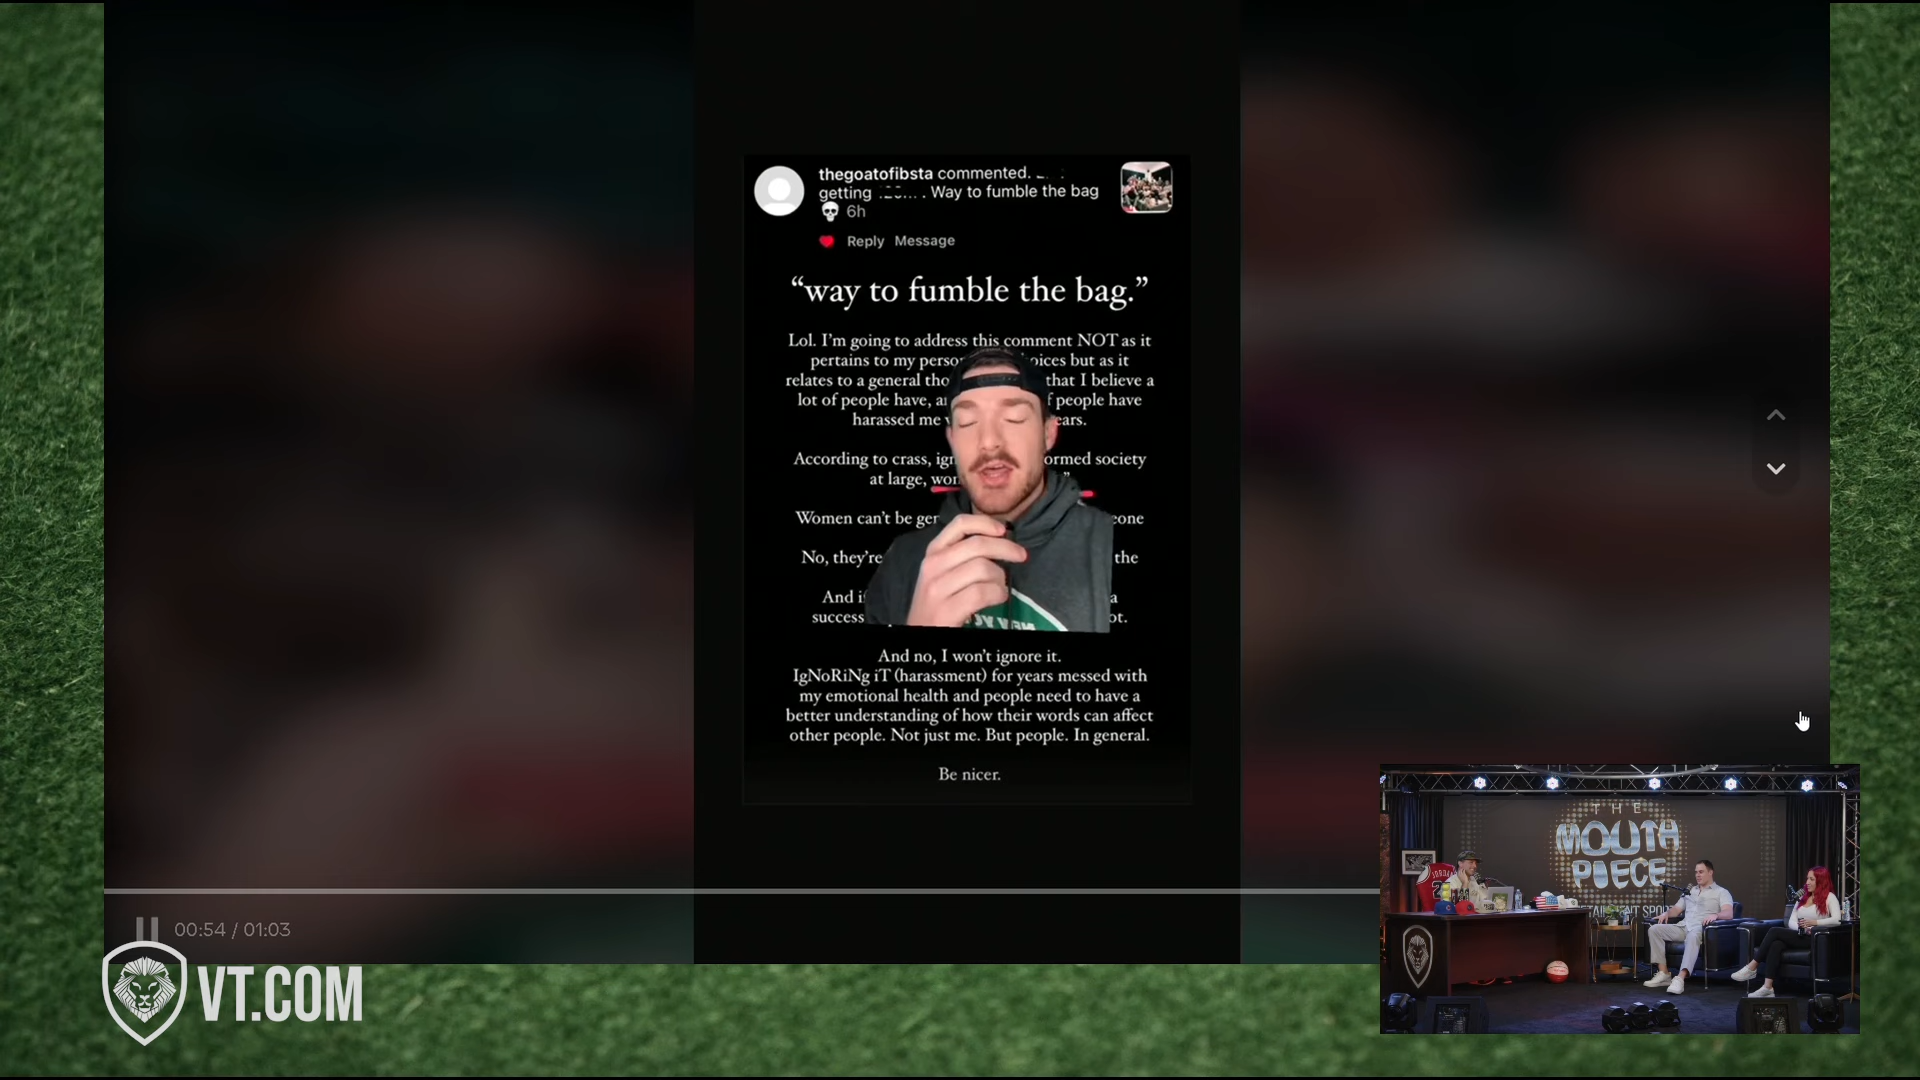 thegoatofibsta commented.
getting Way to fumble the bag
💀 6h
Reply Message
“way to fumble the bag.”
Lol. I’m going to address this comment NOT as it
pertains to my oices but as it
relates to a general that I believe a
lot of people have, people have
harassed me ears.
According to crass, ormed society
at large,
Women can’t be eone
No, they’re the
And a
success ot.
And no, I won’t ignore it.
IgNoRiNg iT (harassment) for years messed with
my emotional health and people need to have a
better understanding of how their words can affect
other people. Not just me. But people. In general.
Be nicer.
00:54 / 01:03
VT.COM
THE
MOUTH
PIECE
JORDAN